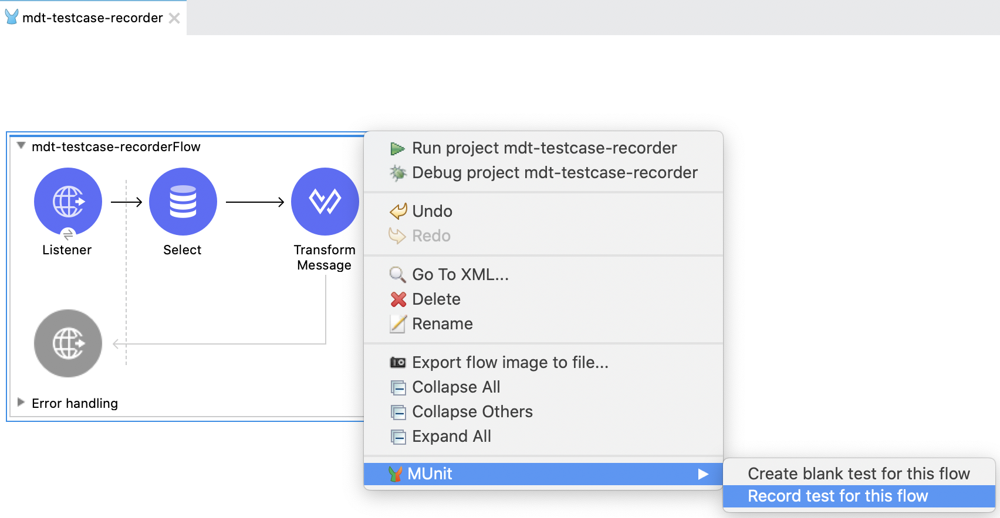 mdt-testcase-recorder
mdt-testcase-recorderFlow
Listener
Select
Transform
Message
Error handling
Run project mdt-testcase-recorder
Debug project mdt-testcase-recorder
Undo
Redo
Go To XML...
Delete
Rename
Export flow image to file...
Collapse All
Collapse Others
Expand All
MUnit
Create blank test for this flow
Record test for this flow